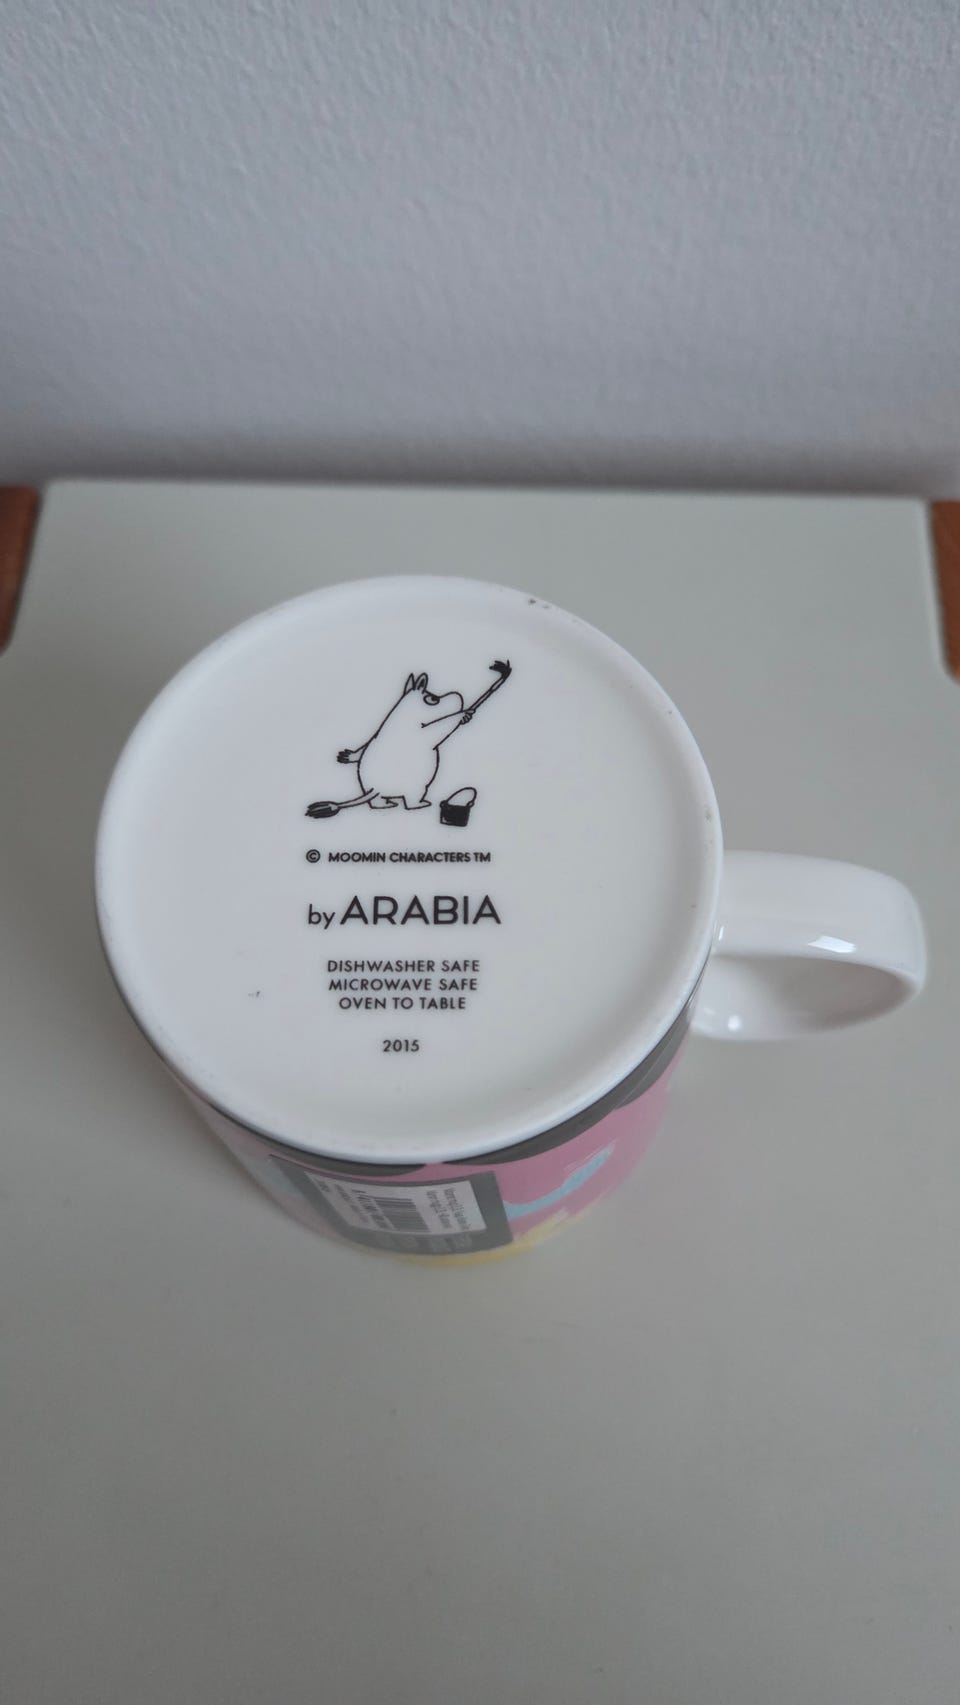 © MOOMIN CHARACTERS TM
by ARABIA
DISHWASHER SAFE
MICROWAVE SAFE
OVEN TO TABLE
2015